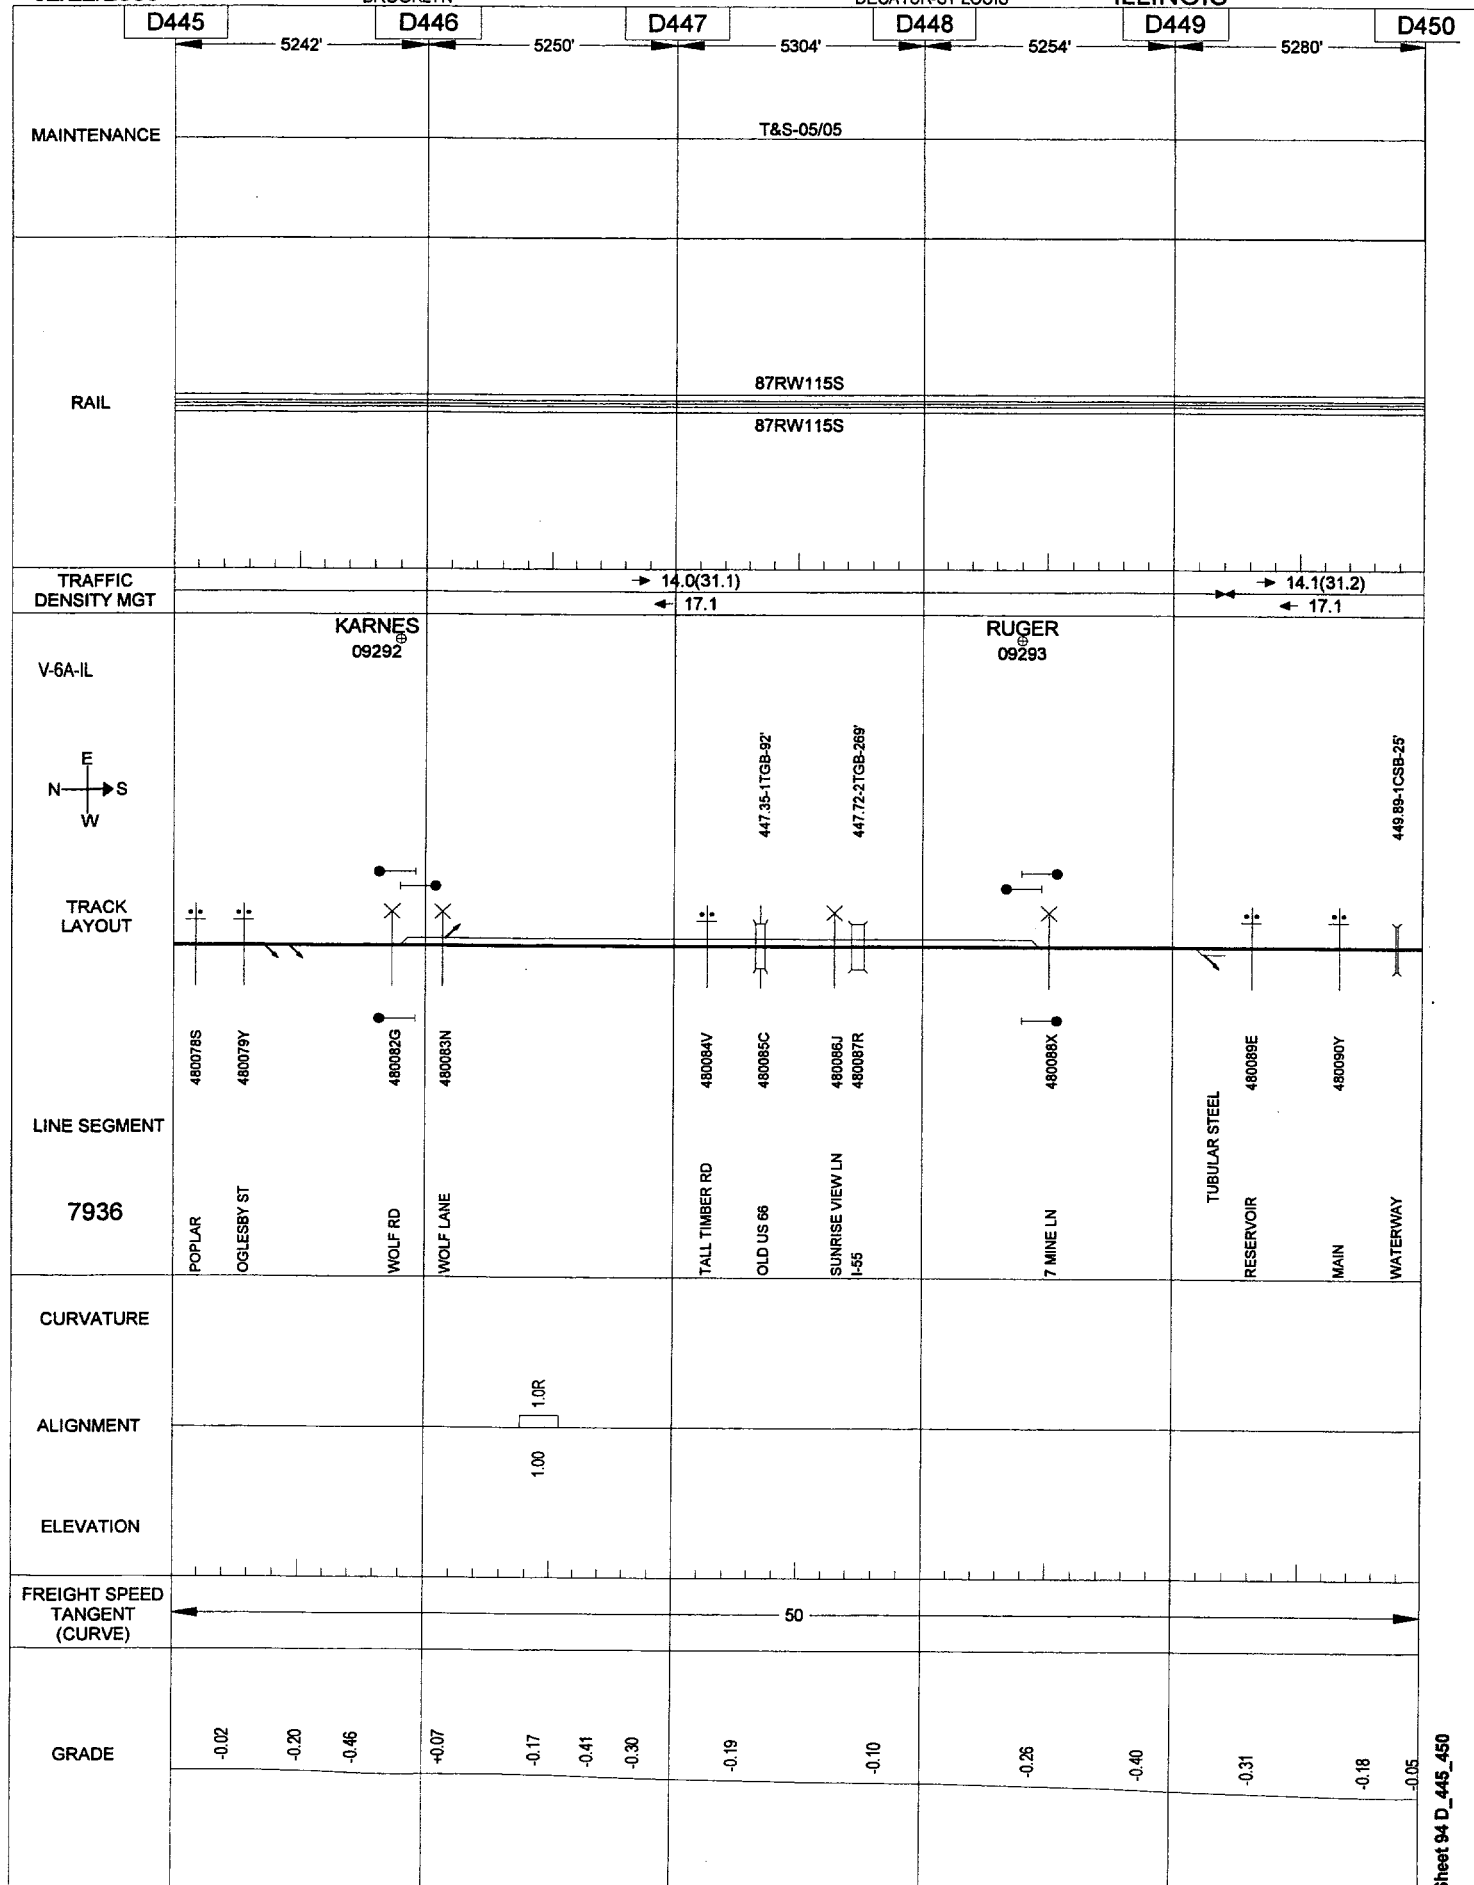 BROOKLYN
DECATUR-ST LOUIS
ILLINOIS
D445
D446
D447
D448
D449
D450
5242'
5250'
5304'
5254'
5280'
MAINTENANCE
T&S-05/05
RAIL
87RW115S
87RW115S
TRAFFIC
DENSITY MGT
14.0(31.1)
14.1(31.2)
17.1
17.1
KARNES
09292
RUGER
09293
V-6A-IL
E
N
S
W
447.35-1TGB-92'
447.72-2TGB-269'
449.89-1CSB-25'
TRACK
LAYOUT
480078S
480079Y
480082G
480083N
480084V
480085C
480086J
480087R
480088X
480089E
480090Y
LINE SEGMENT
7936
POPLAR
OGLESBY ST
WOLF RD
WOLF LANE
TALL TIMBER RD
OLD US 66
SUNRISE VIEW LN
I-55
7 MINE LN
TUBULAR STEEL
RESERVOIR
MAIN
WATERWAY
CURVATURE
1.0R
ALIGNMENT
1.00
ELEVATION
FREIGHT SPEED
TANGENT
(CURVE)
50
GRADE
-0.02
-0.20
-0.46
+0.07
-0.17
-0.41
-0.30
-0.19
-0.10
-0.26
-0.40
-0.31
-0.18
-0.05
Sheet 94 D_445_450